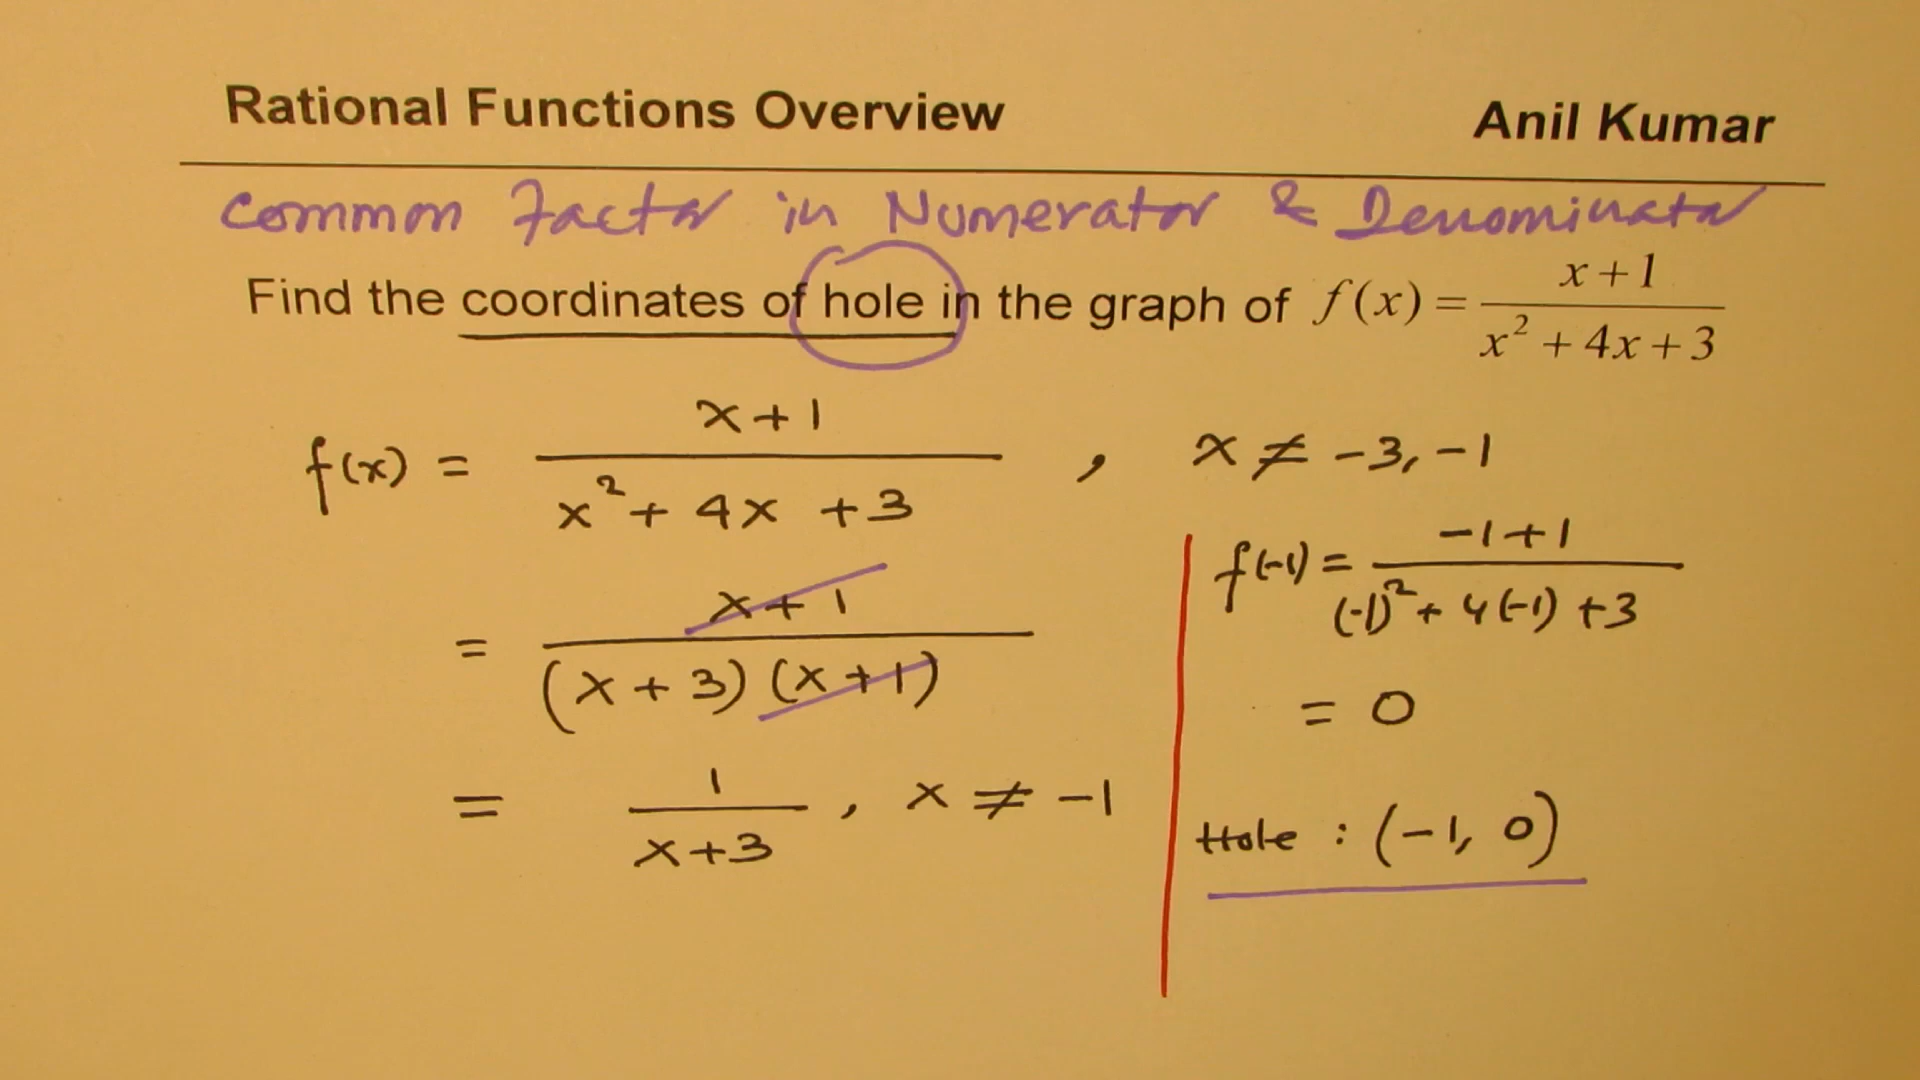 Rational Functions Overview Anil Kumar
Common Factor in Numerator & Denominator
Find the coordinates of hole in the graph of f(x) = (x+1)/(x²+4x+3)
f(x) = (x+1)/(x²+4x+3) , x ≠ -3, -1
= (x+1)/((x+3)(x+1))
= 1/(x+3) , x ≠ -1
f(-1) = (-1+1)/((-1)²+4(-1)+3)
= 0
Hole : (-1, 0)